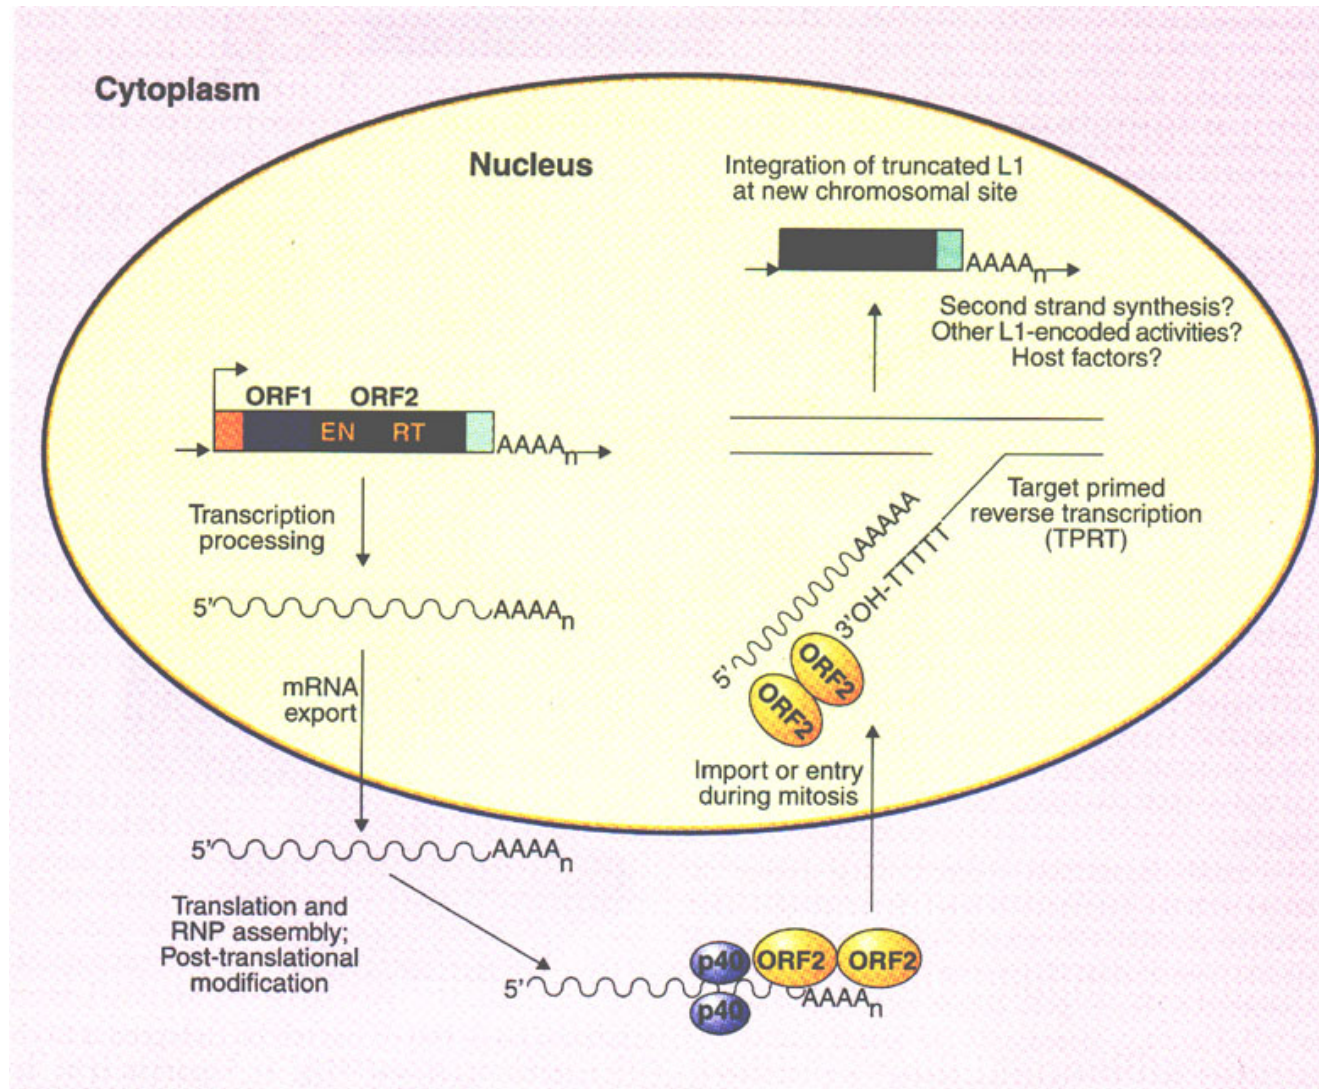 Cytoplasm
Nucleus
Integration of truncated L1
at new chromosomal site
AAAAn
Second strand synthesis?
Other L1-encoded activities?
Host factors?
ORF1 ORF2
EN RT
AAAAn
Transcription
processing
5' AAAAn
mRNA
export
Target primed
reverse transcription
(TPRT)
5' AAAAA
3'OH-TTTTT
ORF2
ORF2
Import or entry
during mitosis
5' AAAAn
Translation and
RNP assembly;
Post-translational
modification
p40 ORF2 ORF2
5' AAAAn
p40